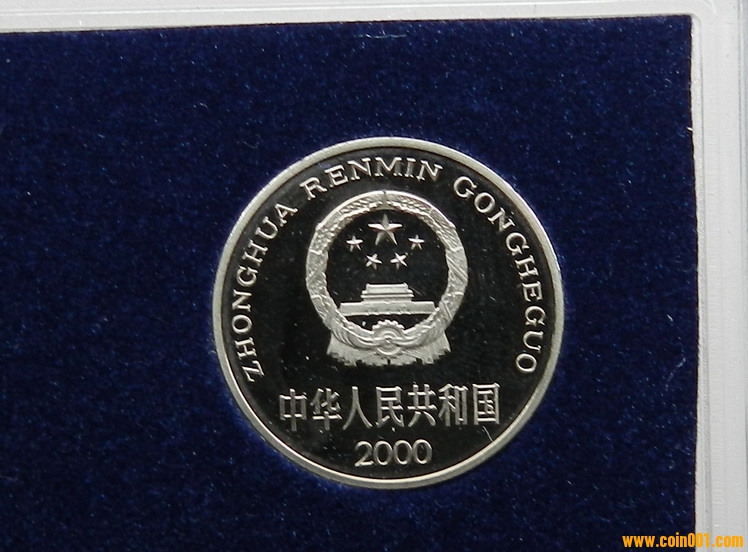 ZHONGHUA RENMIN GONGHEGUO
中华人民共和国
2000
www.coin001.com